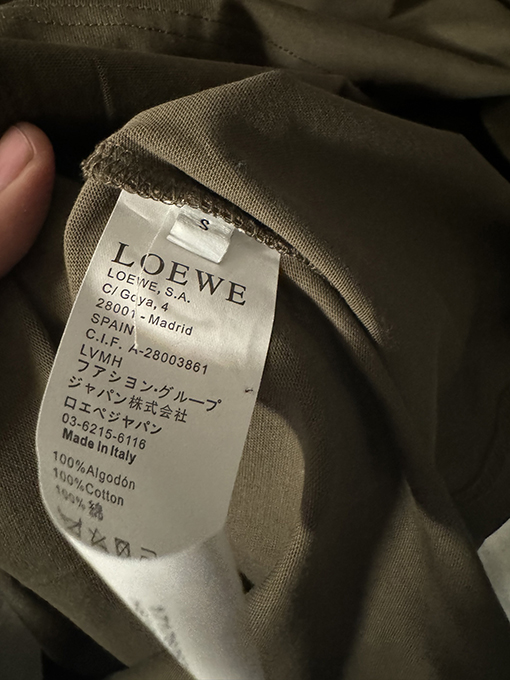 S
LOEWE
LOEWE, S.A.
C/ Goya, 4
28001 - Madrid
SPAIN
C.I.F. A-28003861
LVMH
ファション·グループ
ジャパン株式会社
ロエベジャパン
03-6215-6116
Made in Italy
100%Algodón
100%Cotton
100%綿